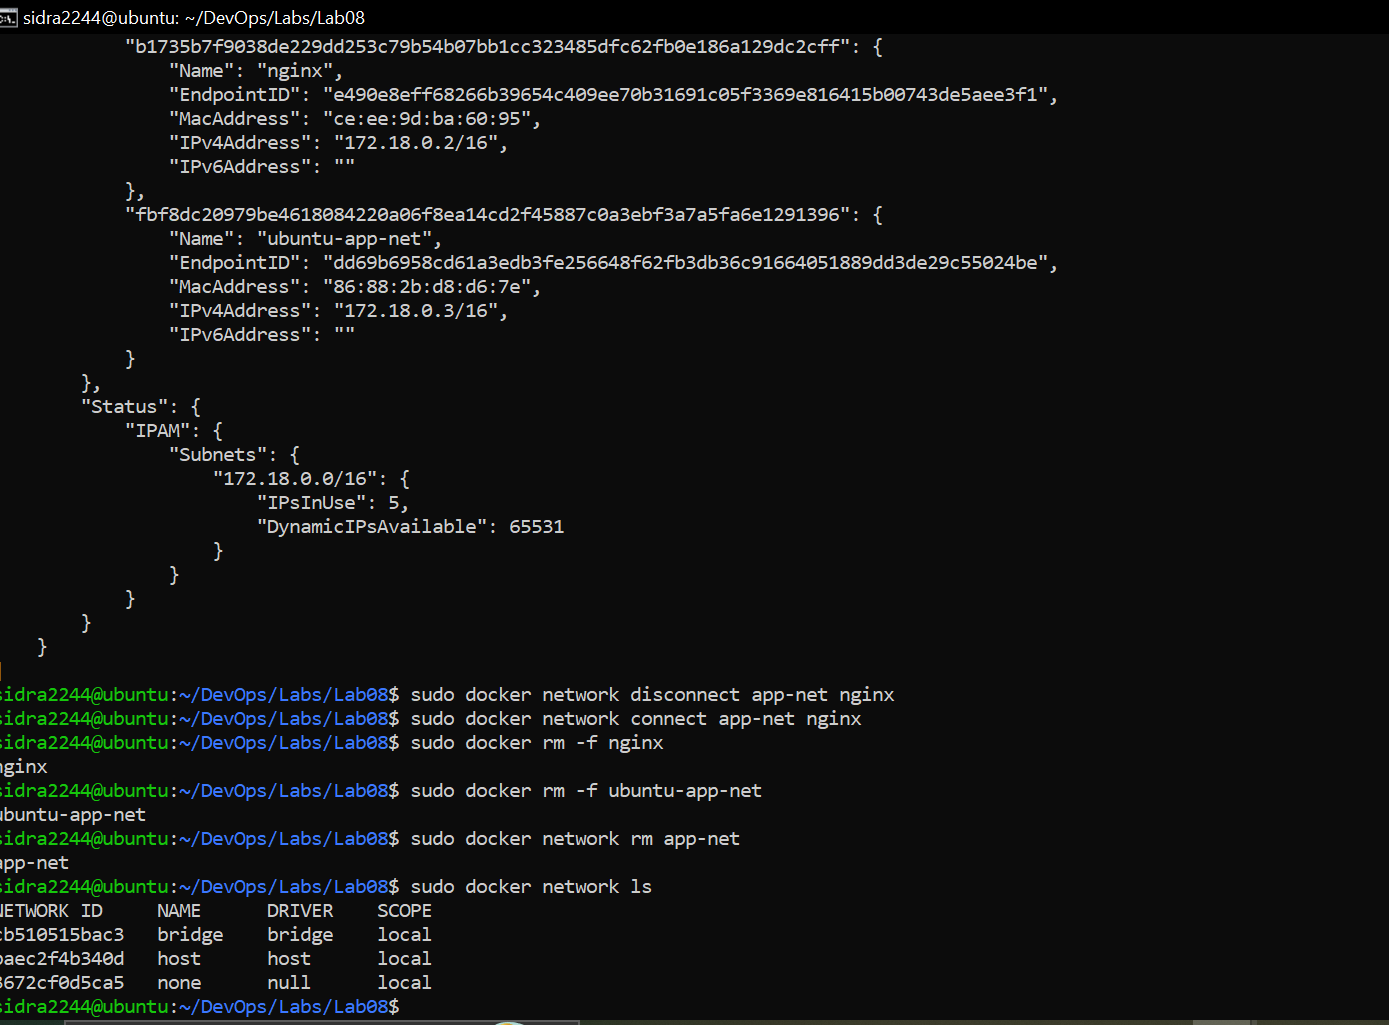 sidra2244@ubuntu: ~/DevOps/Labs/Lab08
"b1735b7f9038de229dd253c79b54b07bb1cc323485dfc62fb0e186a129dc2cff": {
"Name": "nginx",
"EndpointID": "e490e8eff68266b39654c409ee70b31691c05f3369e816415b00743de5aee3f1",
"MacAddress": "ce:ee:9d:ba:60:95",
"IPv4Address": "172.18.0.2/16",
"IPv6Address": ""
},
"fbf8dc20979be4618084220a06f8ea14cd2f45887c0a3ebf3a7a5fa6e1291396": {
"Name": "ubuntu-app-net",
"EndpointID": "dd69b6958cd61a3edb3fe256648f62fb3db36c91664051889dd3de29c55024be",
"MacAddress": "86:88:2b:d8:d6:7e",
"IPv4Address": "172.18.0.3/16",
"IPv6Address": ""
}
},
"Status": {
"IPAM": {
"Subnets": {
"172.18.0.0/16": {
"IPsInUse": 5,
"DynamicIPsAvailable": 65531
}
}
}
}
}
]
sidra2244@ubuntu:~/DevOps/Labs/Lab08$ sudo docker network disconnect app-net nginx
sidra2244@ubuntu:~/DevOps/Labs/Lab08$ sudo docker network connect app-net nginx
sidra2244@ubuntu:~/DevOps/Labs/Lab08$ sudo docker rm -f nginx
nginx
sidra2244@ubuntu:~/DevOps/Labs/Lab08$ sudo docker rm -f ubuntu-app-net
ubuntu-app-net
sidra2244@ubuntu:~/DevOps/Labs/Lab08$ sudo docker network rm app-net
app-net
sidra2244@ubuntu:~/DevOps/Labs/Lab08$ sudo docker network ls
NETWORK ID NAME DRIVER SCOPE
cb510515bac3 bridge bridge local
baec2f4b340d host host local
3672cf0d5ca5 none null local
sidra2244@ubuntu:~/DevOps/Labs/Lab08$